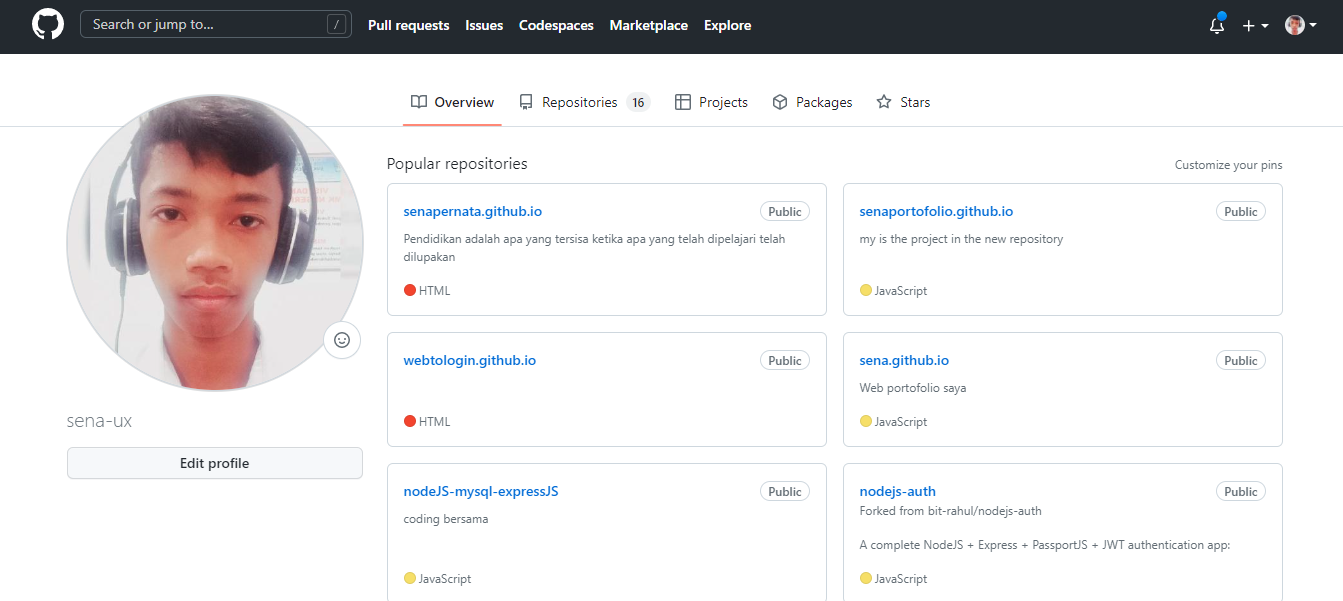 Search or jump to... /
Pull requests
Issues
Codespaces
Marketplace
Explore
Overview
Repositories 16
Projects
Packages
Stars
sena-ux
Edit profile
Popular repositories
Customize your pins
senapernata.github.io Public
Pendidikan adalah apa yang tersisa ketika apa yang telah dipelajari telah
dilupakan
HTML
senaportofolio.github.io Public
my is the project in the new repository
JavaScript
webtologin.github.io Public
HTML
sena.github.io Public
Web portofolio saya
JavaScript
nodeJS-mysql-expressJS Public
coding bersama
JavaScript
nodejs-auth Public
Forked from bit-rahul/nodejs-auth
A complete NodeJS + Express + PassportJS + JWT authentication app:
JavaScript